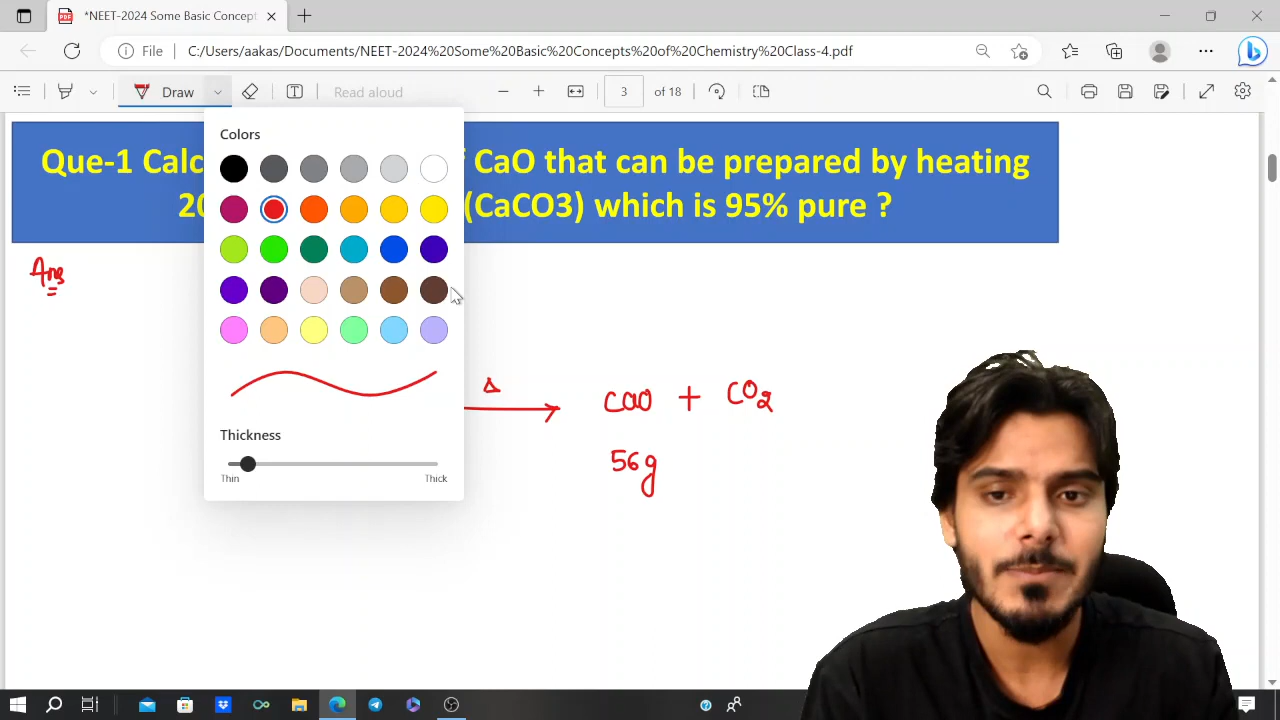 *NEET-2024 Some Basic Concept
File
C:/Users/aakas/Documents/NEET-2024%20Some%20Basic%20Concepts%20of%20Chemistry%20Class-4.pdf
Draw
Read aloud
3 of 18
Colors
Que-1 Calc f CaO that can be prepared by heating
20 (CaCO3) which is 95% pure ?
Ans
Δ
CaO + CO2
56g
Thickness
Thin Thick